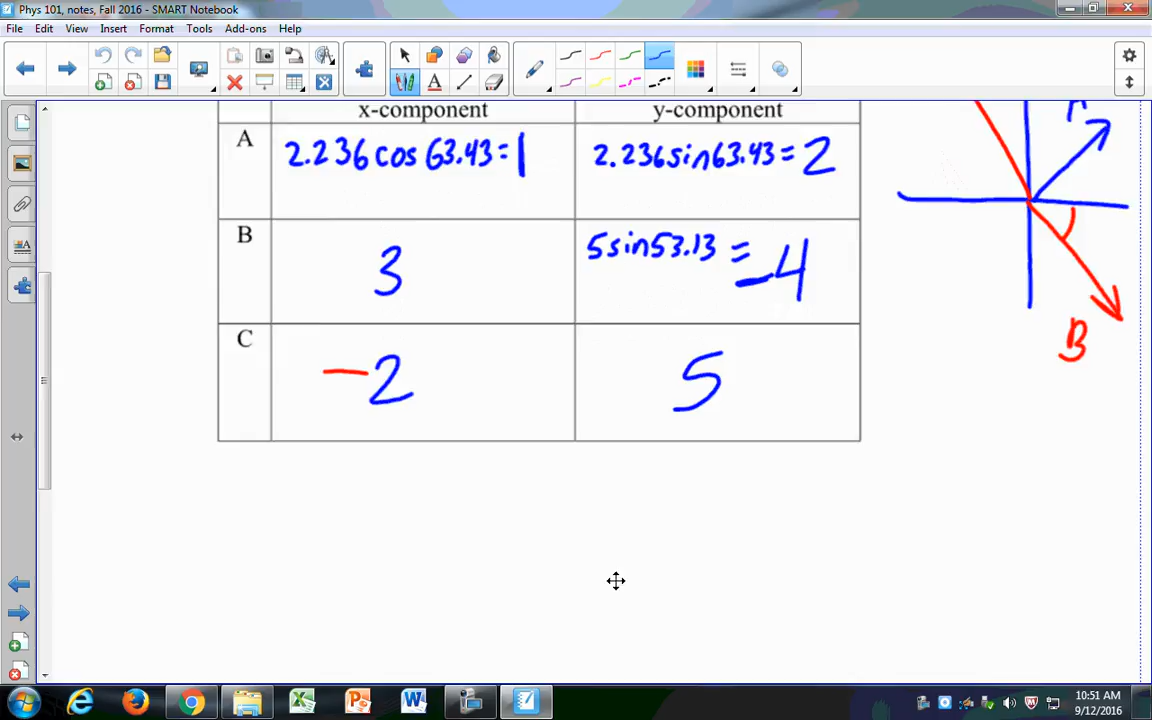 Phys 101, notes, Fall 2016 - SMART Notebook
File Edit View Insert Format Tools Add-ons Help
x-component y-component
A 2.236 cos 63.43 = 1 2.236 sin 63.43 = 2
B 3 5 sin 53.13 = -4
C -2 5
A
B
10:51 AM
9/12/2016